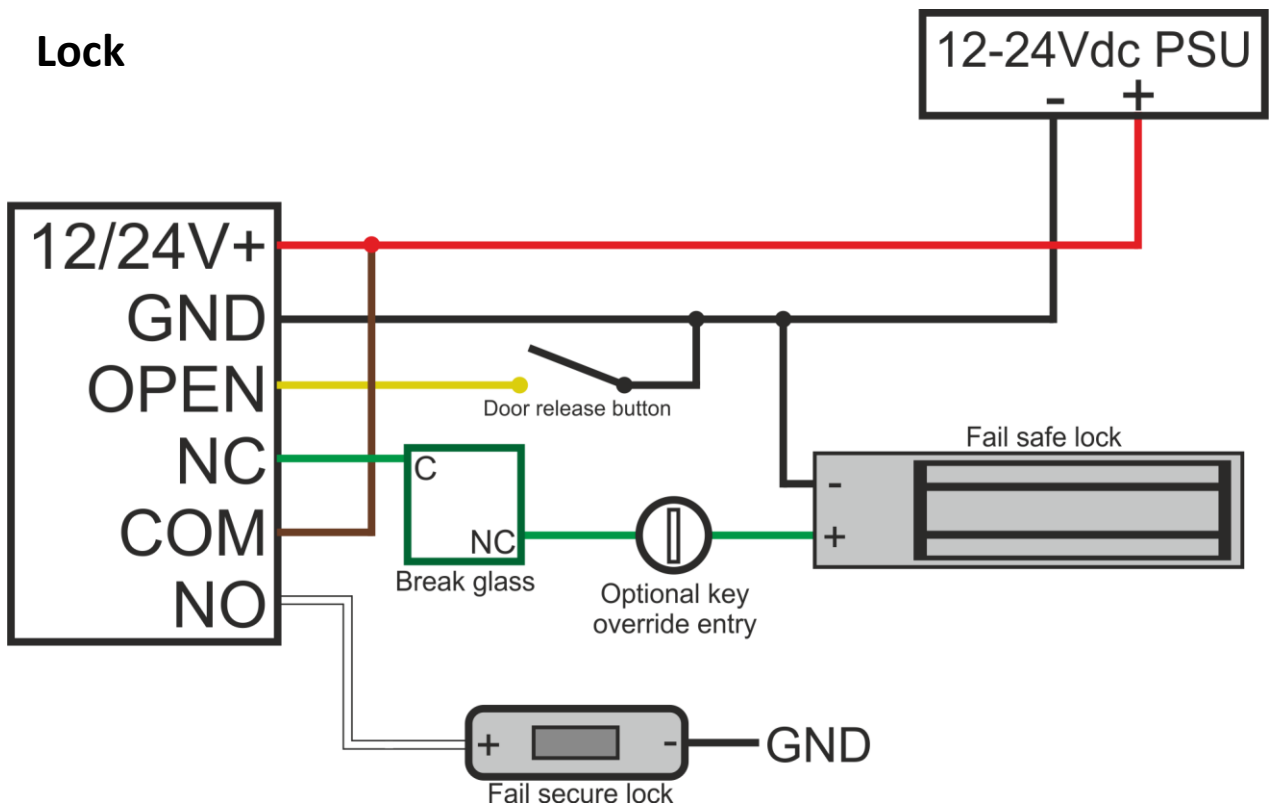 Lock
12-24Vdc PSU
- +
12/24V+
GND
OPEN
NC
COM
NO
Door release button
C
NC
Break glass
Optional key
override entry
Fail safe lock
-
+
+ -
GND
Fail secure lock